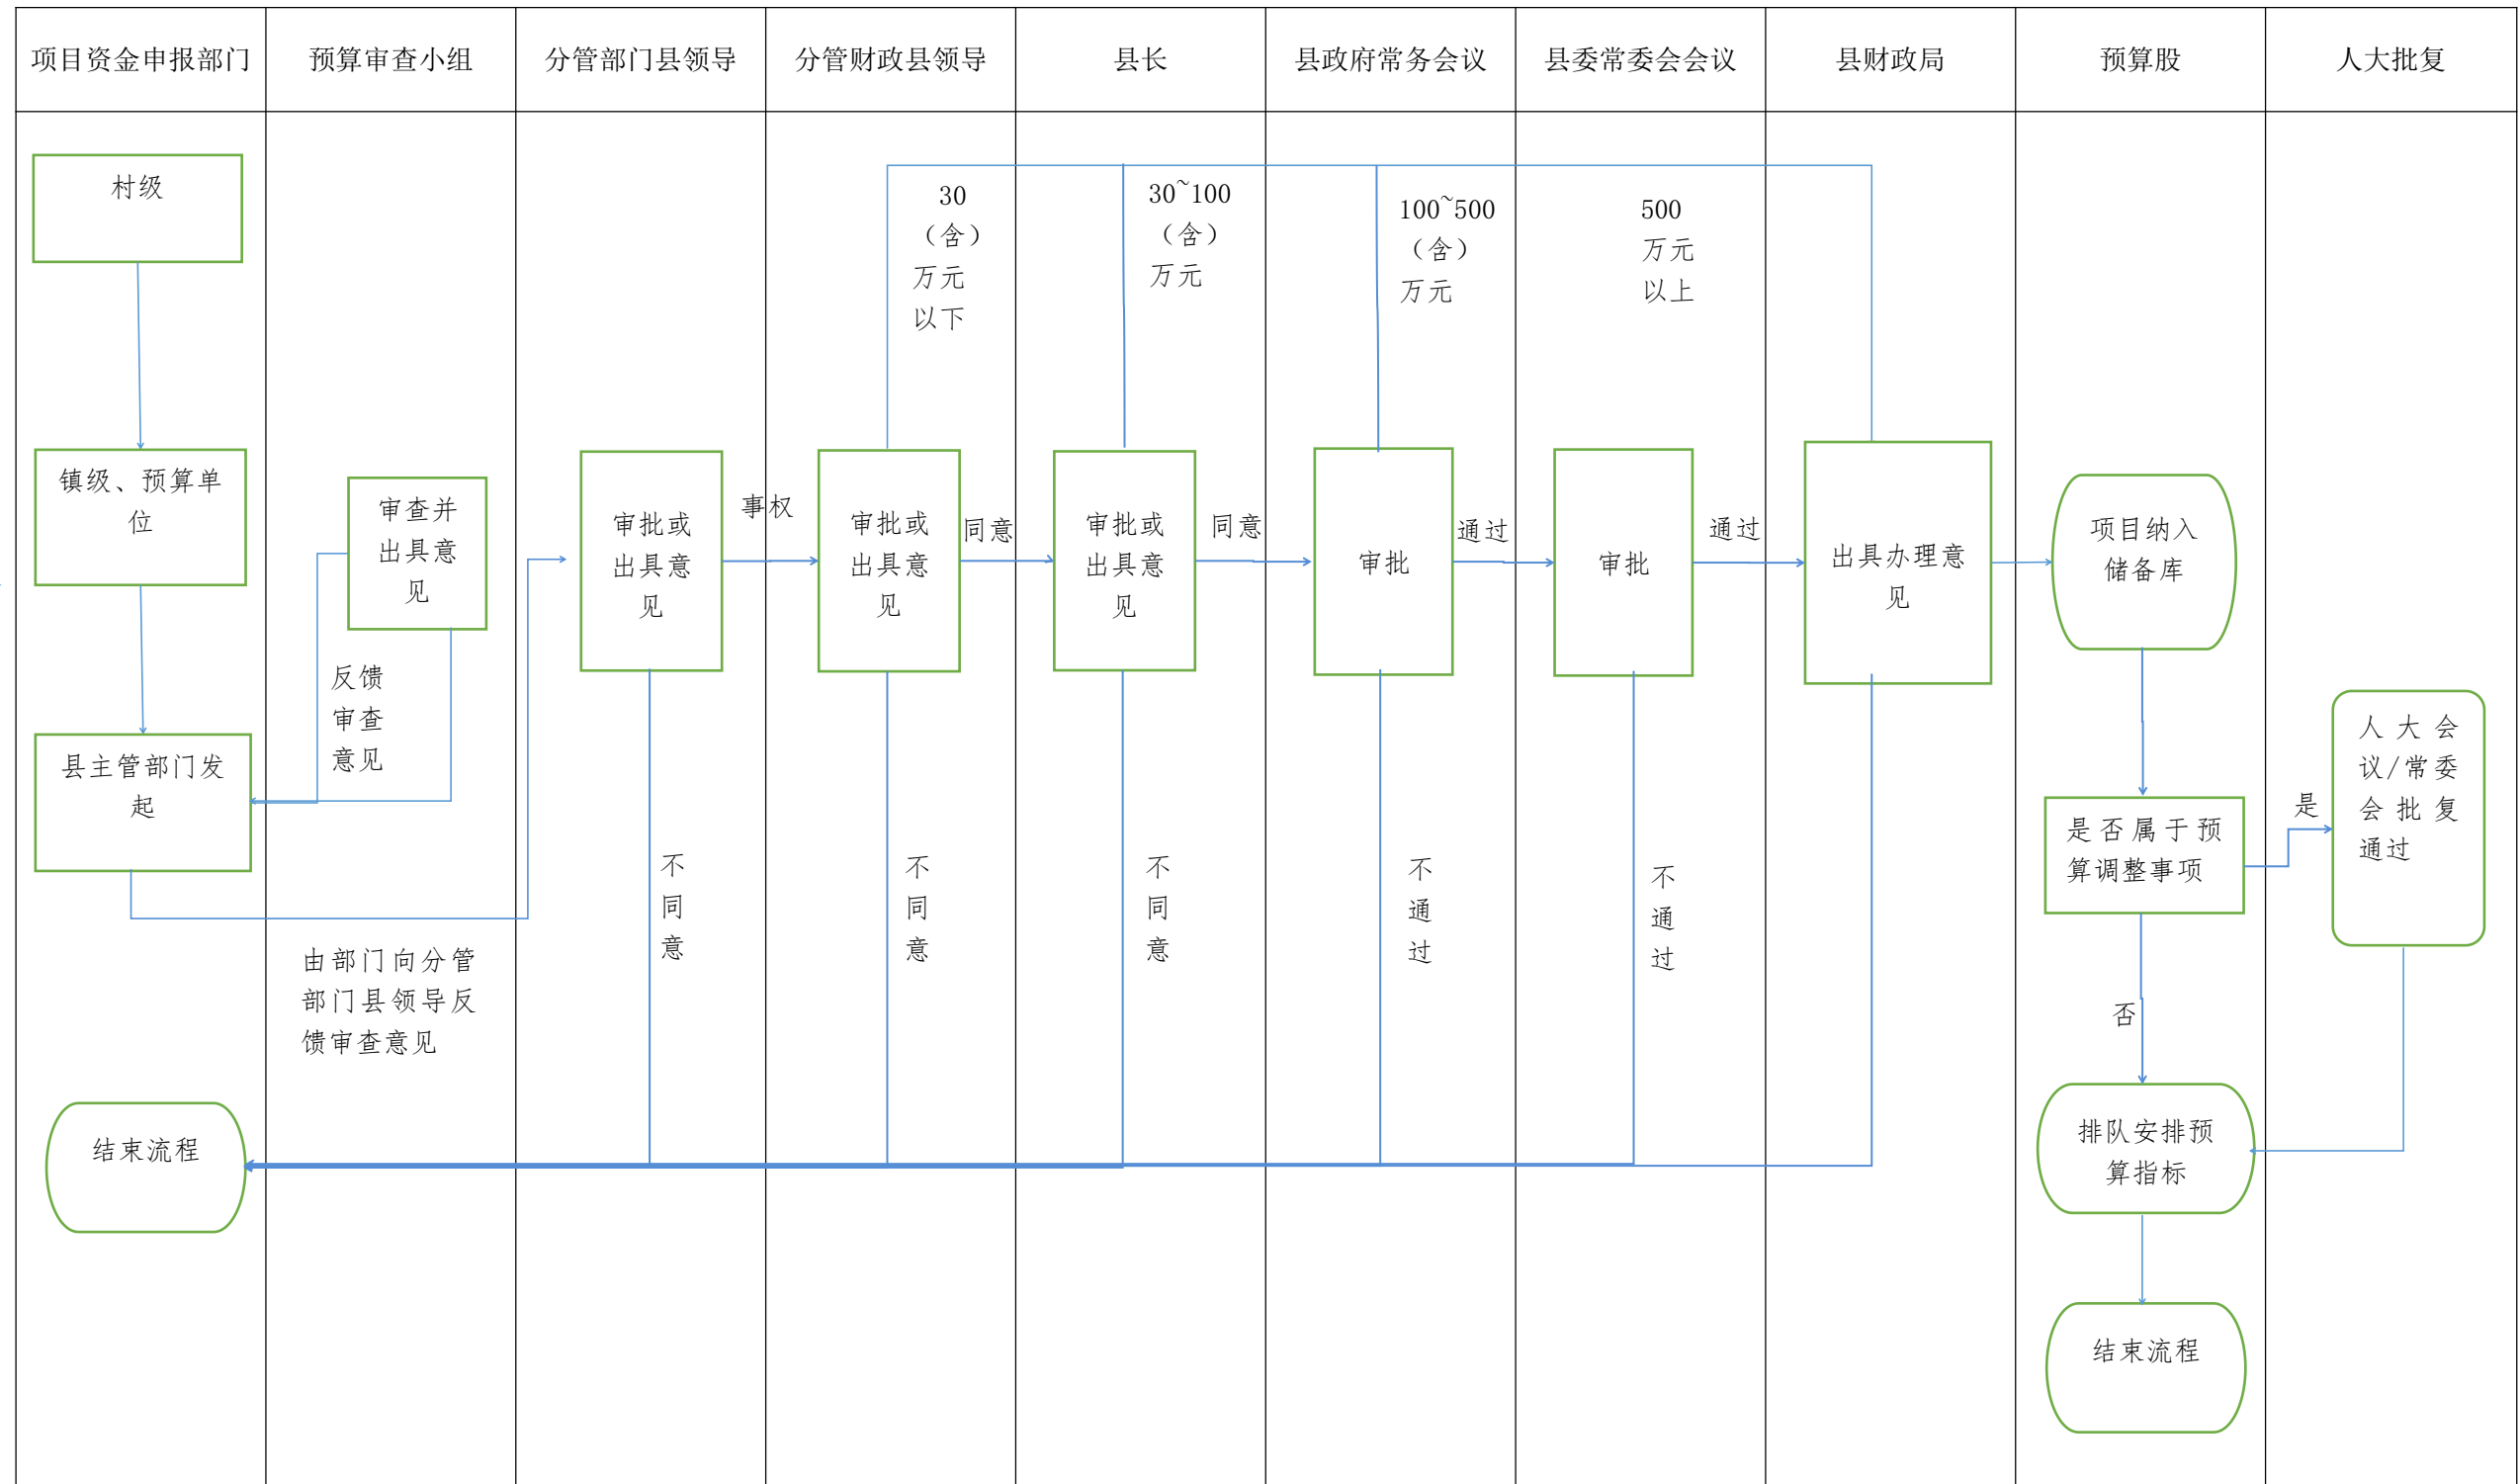 项目资金申报部门
预算审查小组
分管部门县领导
分管财政县领导
县长
县政府常务会议
县委常委会会议
县财政局
预算股
人大批复
村级
30
（含）
万元
以下
30~100
（含）
万元
100~500
（含）
万元
500
万元
以上
镇级、预算单
位
审查并
出具意
见
审批或
出具意
见
事权
审批或
出具意
见
同意
审批或
出具意
见
同意
审批
通过
审批
通过
出具办理意
见
项目纳入
储备库
反馈
审查
意见
县主管部门发
起
人大会
议/常委
会批复
通过
是
是否属于预
算调整事项
不
同
意
不
同
意
不
同
意
不
通
过
不
通
过
由部门向分管
部门县领导反
馈审查意见
否
结束流程
排队安排预
算指标
结束流程